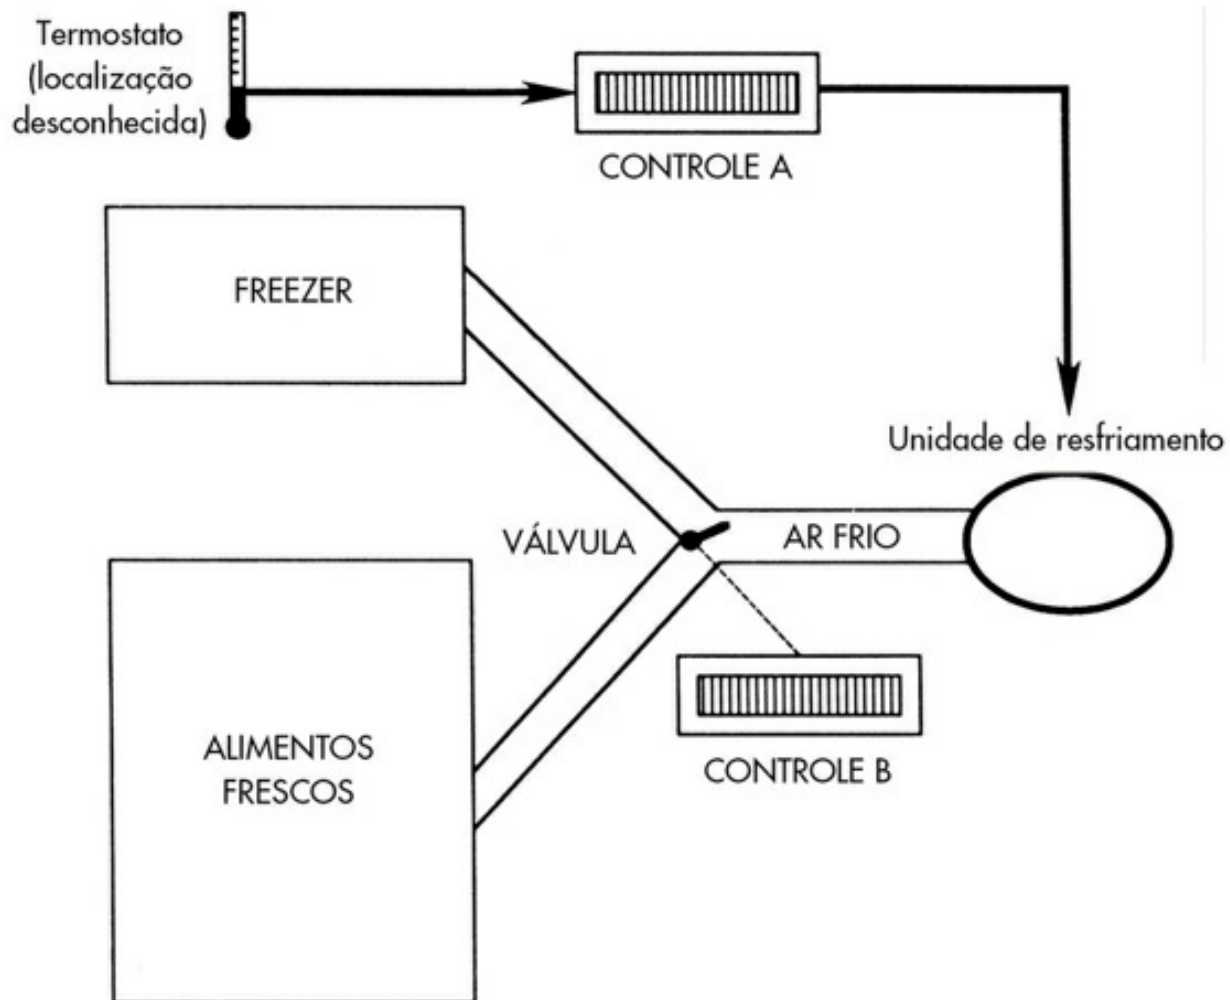 Termostato
(localização
desconhecida)
CONTROLE A
FREEZER
Unidade de resfriamento
VÁLVULA
AR FRIO
ALIMENTOS
FRESCOS
CONTROLE B